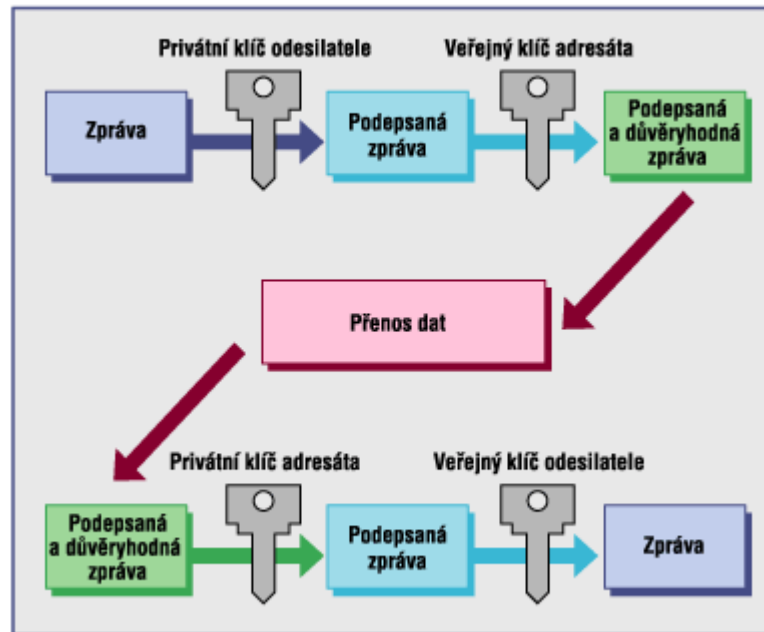 Privátní klíč odesilatele
Veřejný klíč adresáta
Zpráva
Podepsaná
zpráva
Podepsaná
a důvěryhodná
zpráva
Přenos dat
Privátní klíč adresáta
Veřejný klíč odesilatele
Podepsaná
a důvěryhodná
zpráva
Podepsaná
zpráva
Zpráva